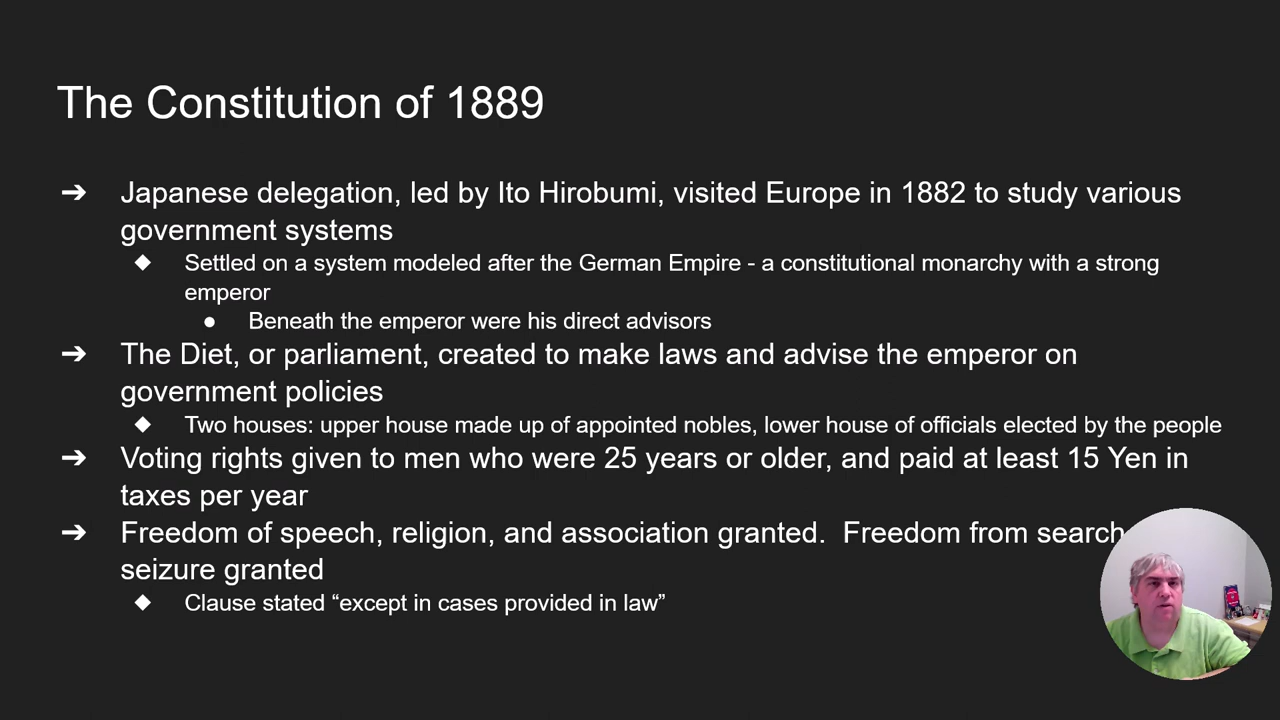 The Constitution of 1889
➔ Japanese delegation, led by Ito Hirobumi, visited Europe in 1882 to study various
government systems
◆ Settled on a system modeled after the German Empire - a constitutional monarchy with a strong
emperor
● Beneath the emperor were his direct advisors
➔ The Diet, or parliament, created to make laws and advise the emperor on
government policies
◆ Two houses: upper house made up of appointed nobles, lower house of officials elected by the people
➔ Voting rights given to men who were 25 years or older, and paid at least 15 Yen in
taxes per year
➔ Freedom of speech, religion, and association granted.  Freedom from search
seizure granted
◆ Clause stated “except in cases provided in law”